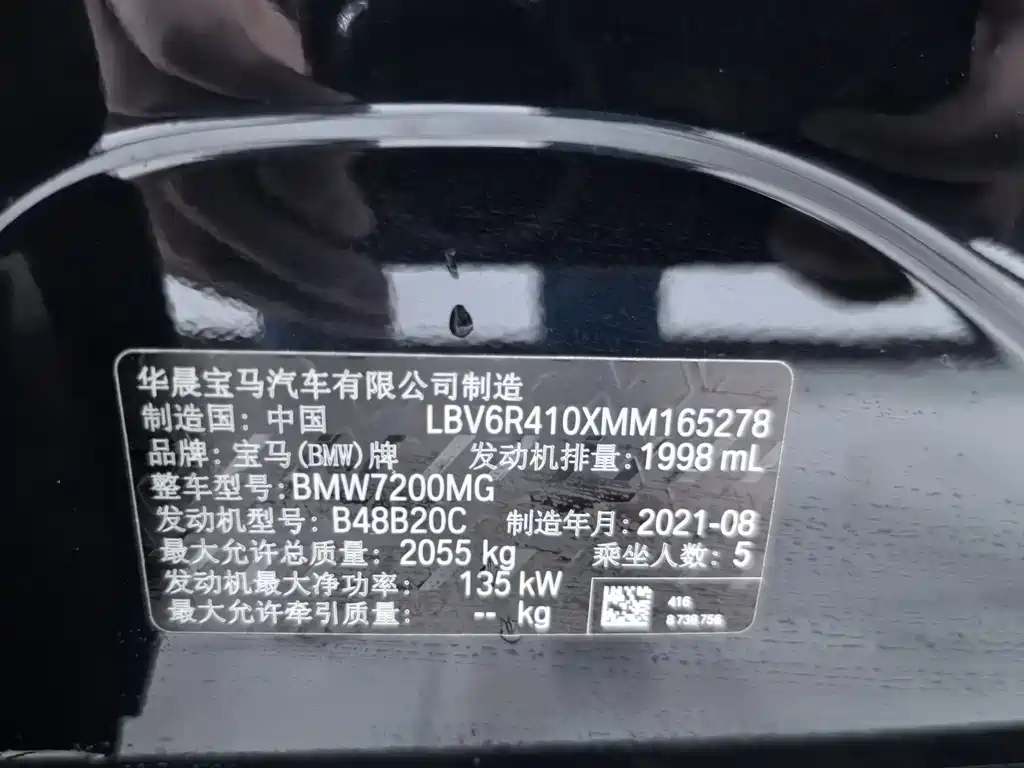 华晨宝马汽车有限公司制造
制造国：中国 LBV6R410XMM165278
品牌：宝马(BMW)牌 发动机排量：1998 mL
整车型号：BMW7200MG
发动机型号：B48B20C 制造年月：2021-08
最大允许总质量：2055 kg 乘坐人数：5
发动机最大净功率：135 kW
最大允许牵引质量：-- kg
416
8 738 756